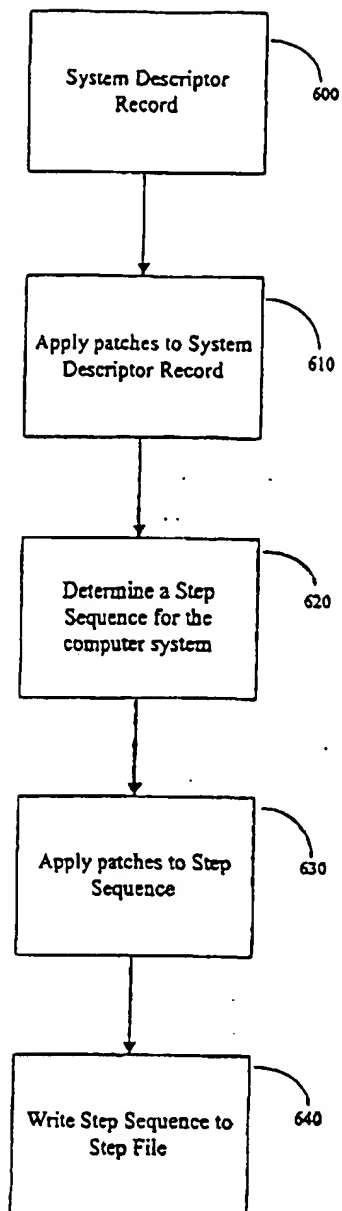 System Descriptor
Record
600
Apply patches to System
Descriptor Record
610
Determine a Step
Sequence for the
computer system
620
Apply patches to Step
Sequence
630
Write Step Sequence to
Step File
640